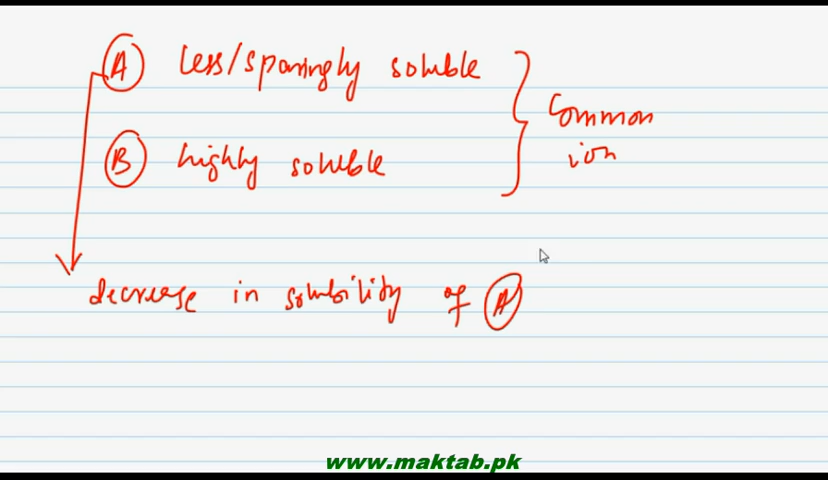 A less/sparingly soluble
B highly soluble
Common
ion
decrease in solubility of A
www.maktab.pk